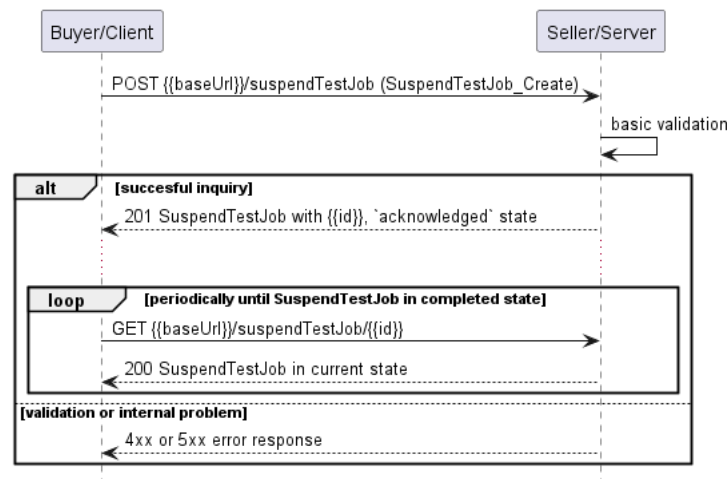 Buyer/Client
Seller/Server
POST {{baseUrl}}/suspendTestJob (SuspendTestJob_Create)
basic validation
alt [succesful inquiry]
201 SuspendTestJob with {{id}}, `acknowledged` state
loop [periodically until SuspendTestJob in completed state]
GET {{baseUrl}}/suspendTestJob/{{id}}
200 SuspendTestJob in current state
[validation or internal problem]
4xx or 5xx error response